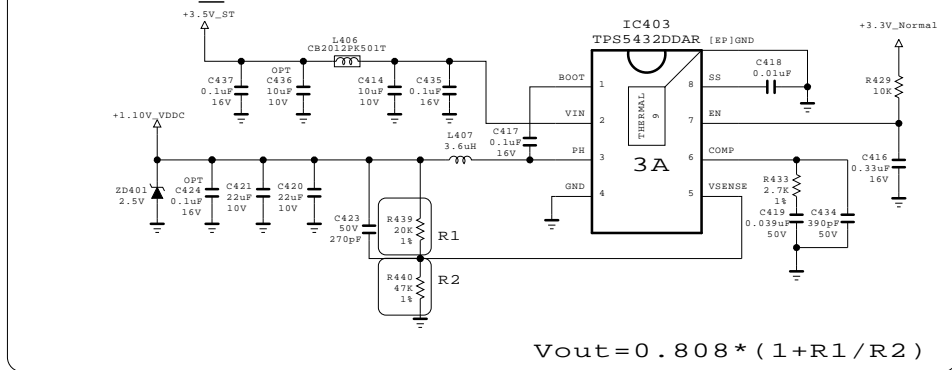 +3.5V_ST
IC403
TPS5432DDAR
[EP]GND
+3.3V_Normal
L406
CB2012PK501T
C437
0.1uF
16V
OPT
C436
10uF
10V
C414
10uF
10V
C435
0.1uF
16V
BOOT
1
VIN
2
PH
3
GND
4
THERMAL
9
3A
8
SS
7
EN
6
COMP
5
VSENSE
C418
0.01uF
R429
10K
+1.10V_VDDC
L407
3.6uH
C417
0.1uF
16V
C416
0.33uF
16V
ZD401
2.5V
OPT
C424
0.1uF
16V
C421
22uF
10V
C420
22uF
10V
C423
50V
270pF
R439
20K
1%
R1
R440
47K
1%
R2
R433
2.7K
1%
C419
0.039uF
50V
C434
390pF
50V
Vout=0.808*(1+R1/R2)